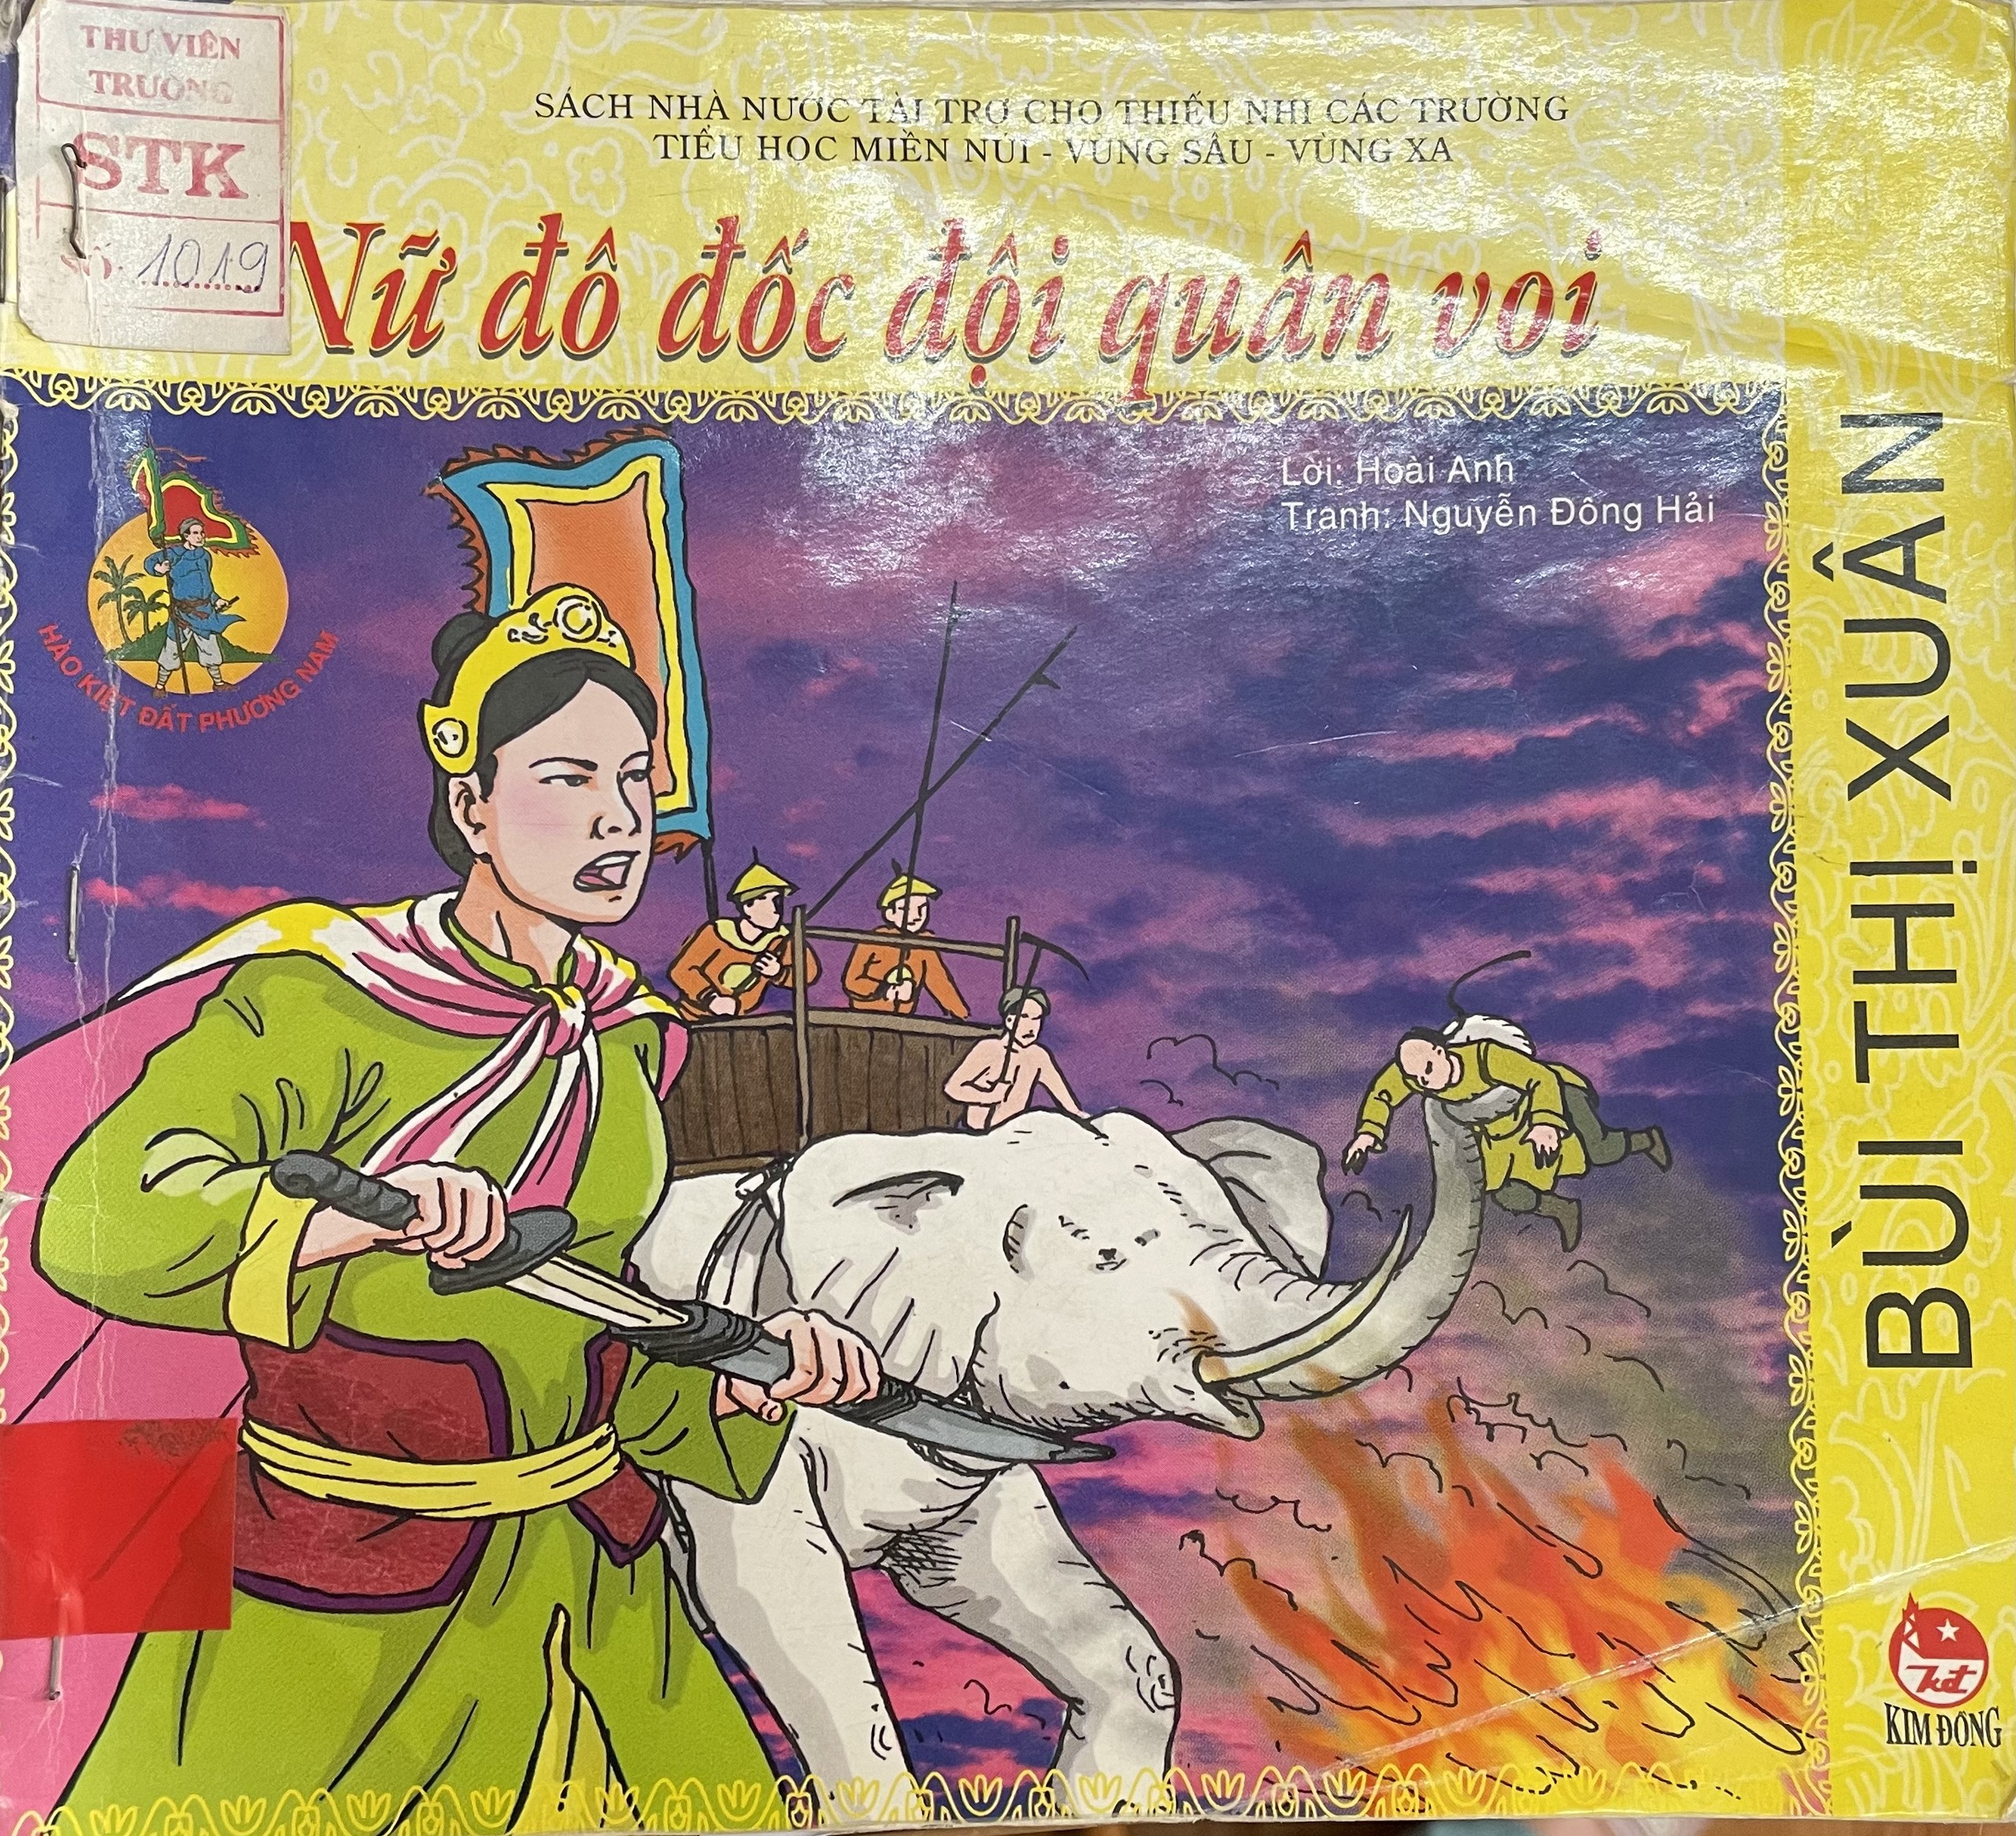 THƯ VIỆN
TRƯỜNG
STK
SỐ: 1019
SÁCH NHÀ NƯỚC TÀI TRỢ CHO THIẾU NHI CÁC TRƯỜNG
TIỂU HỌC MIỀN NÚI - VÙNG SÂU - VÙNG XA
Nữ đô đốc đội quân voi
Lời: Hoài Anh
Tranh: Nguyễn Đông Hải
HÀO KIỆT ĐẤT PHƯƠNG NAM
BÙI THỊ XUÂN
kđ
KIM ĐỒNG